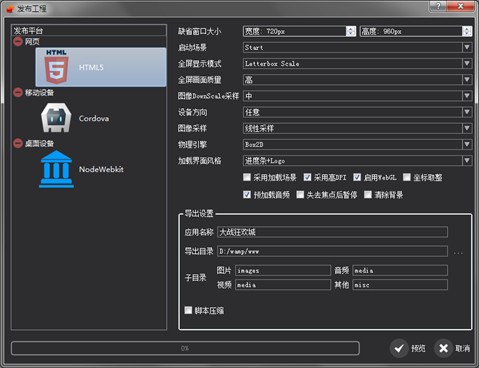 发布工程
发布平台
网页
HTML
HTML5
移动设备
Cordova
桌面设备
NodeWebkit
缺省窗口大小 宽度: 720px 高度: 960px
启动场景 Start
全屏显示模式 Letterbox Scale
全屏画面质量 高
图像DownScale采样 中
设备方向 任意
图像采样 线性采样
物理引擎 Box2D
加载界面风格 进度条+Logo
采用加载场景 采用高DPI 启用WebGL 坐标取整
预加载音频 失去焦点后暂停 清除背景
导出设置
应用名称 大战狂欢城
导出目录 D:/wamp/www ...
子目录 图片 images 音频 media
视频 media 其他 misc
脚本压缩
0% 预览 取消